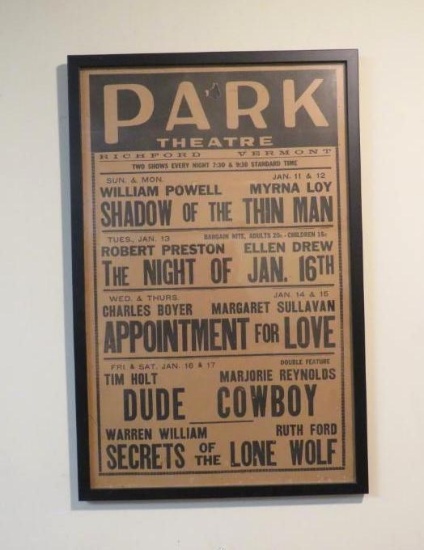 PARK
THEATRE
RICHFORD VERMONT
TWO SHOWS EVERY NIGHT 7:30 & 9:30 STANDARD TIME
SUN. & MON. JAN. 11 & 12
WILLIAM POWELL MYRNA LOY
SHADOW OF THE THIN MAN
TUES., JAN. 13 BARGAIN NITE, ADULTS 20c - CHILDREN 15c
ROBERT PRESTON ELLEN DREW
THE NIGHT OF JAN. 16TH
WED. & THURS. JAN. 14 & 15
CHARLES BOYER MARGARET SULLAVAN
APPOINTMENT FOR LOVE
FRI & SAT. JAN. 16 & 17 DOUBLE FEATURE
TIM HOLT MARJORIE REYNOLDS
DUDE COWBOY
WARREN WILLIAM RUTH FORD
SECRETS OF THE LONE WOLF